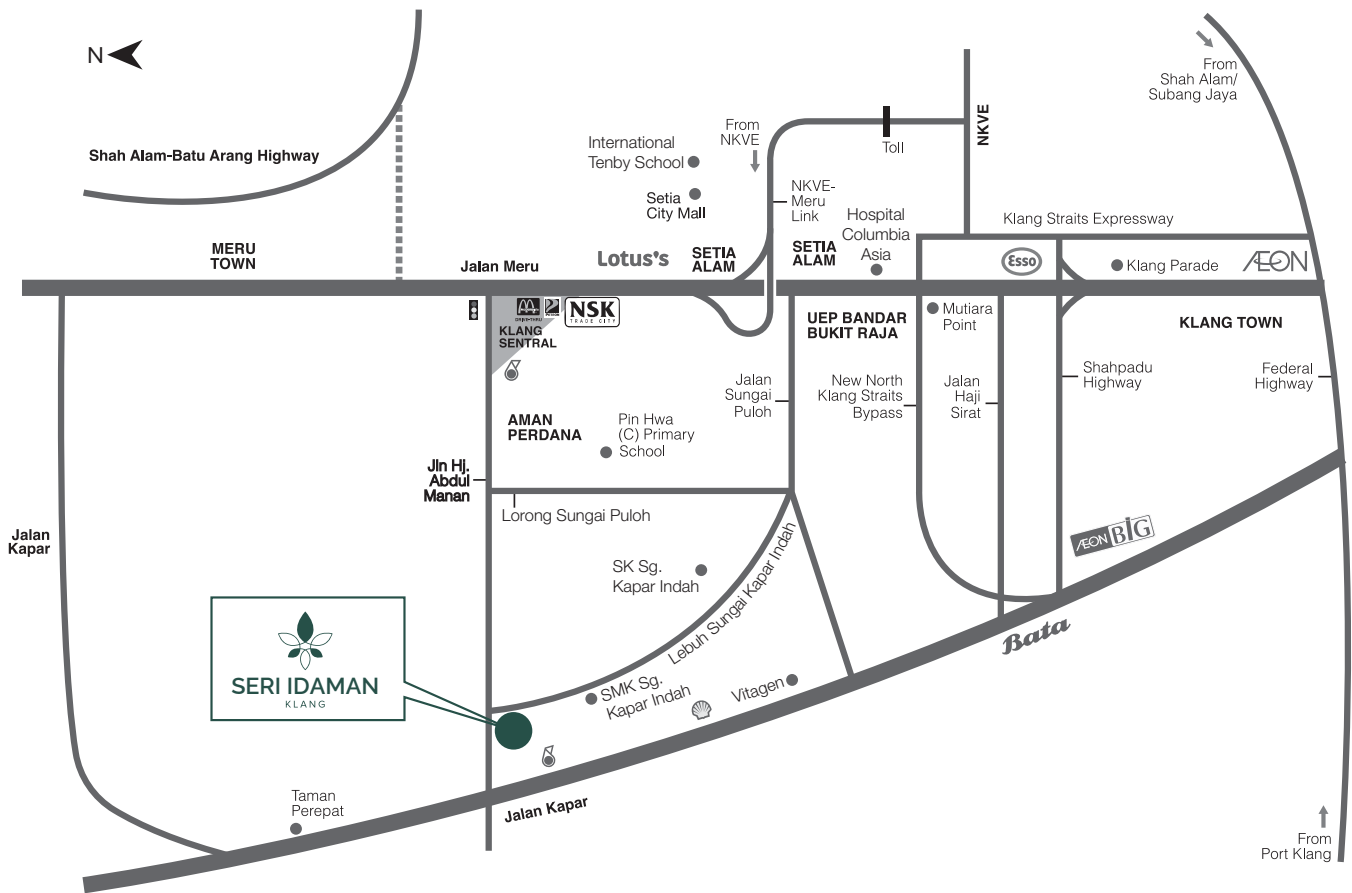 N
Shah Alam-Batu Arang Highway
From
Shah Alam/
Subang Jaya
From
NKVE
Toll
NKVE
International
Tenby School
Setia
City Mall
NKVE-
Meru
Link
Hospital
Columbia
Asia
Klang Straits Expressway
MERU
TOWN
Jalan Meru
Lotus's
SETIA
ALAM
SETIA
ALAM
Esso
Klang Parade
ÆON
DRIVE-THRU
NSK
TRADE CITY
KLANG
SENTRAL
UEP BANDAR
BUKIT RAJA
Mutiara
Point
KLANG TOWN
Jalan
Sungai
Puloh
New North
Klang Straits
Bypass
Jalan
Haji
Sirat
Shahpadu
Highway
Federal
Highway
AMAN
PERDANA
Pin Hwa
(C) Primary
School
Jln Hj.
Abdul
Manan
Lorong Sungai Puloh
Jalan
Kapar
SK Sg.
Kapar Indah
Lebuh Sungai Kapar Indah
ÆON BiG
Bata
SERI IDAMAN
KLANG
SMK Sg.
Kapar Indah
Vitagen
Taman
Perepat
Jalan Kapar
From
Port Klang